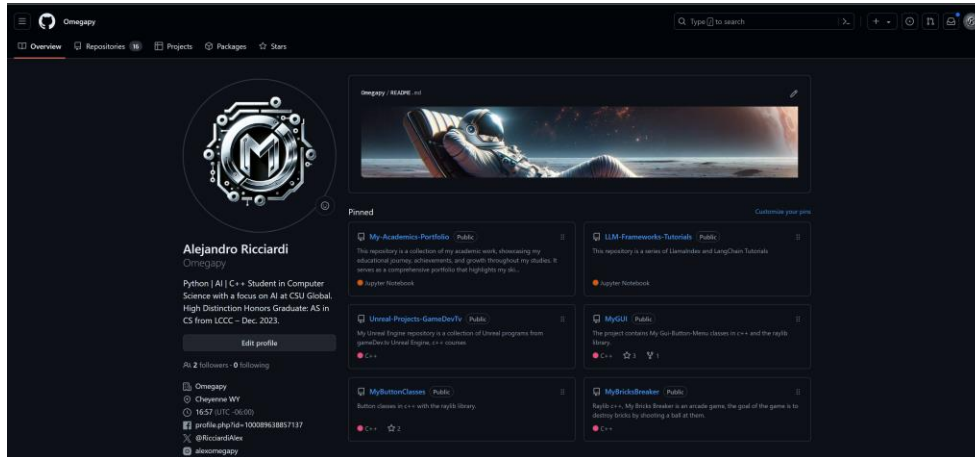 Omegapy
Type / to search
Overview
Repositories 16
Projects
Packages
Stars
Omegapy / README.md
Pinned
Customize your pins
Alejandro Ricciardi
Omegapy
Python | AI | C++ Student in Computer
Science with a focus on AI at CSU Global.
High Distinction Honors Graduate: AS in
CS from LCCC – Dec. 2023.
Edit profile
2 followers · 0 following
Omegapy
Cheyenne WY
16:57 (UTC -06:00)
profile.php?id=100089638857137
@RicciardiAlex
alexomegapy
My-Academics-Portfolio Public
This repository is a collection of my academic work, showcasing my
educational journey, achievements, and growth throughout my studies. It
serves as a comprehensive portfolio that highlights my ski...
Jupyter Notebook
LLM-Frameworks-Tutorials Public
This repository is a series of LlamaIndex and LangChain Tutorials
Jupyter Notebook
Unreal-Projects-GameDevTv Public
My Unreal Engine repository is a collection of Unreal programs from
gameDev.tv Unreal Engine, c++ courses
C++
MyGUI Public
The project contains My Gui-Button-Menu classes in c++ and the raylib
library.
C++ 3 1
MyButtonClasses Public
Button classes in c++ with the raylib library.
C++ 2
MyBricksBreaker Public
Raylib c++, My Bricks Breaker is an arcade game, the goal of the game is to
destroy bricks by shooting a ball at them.
C++